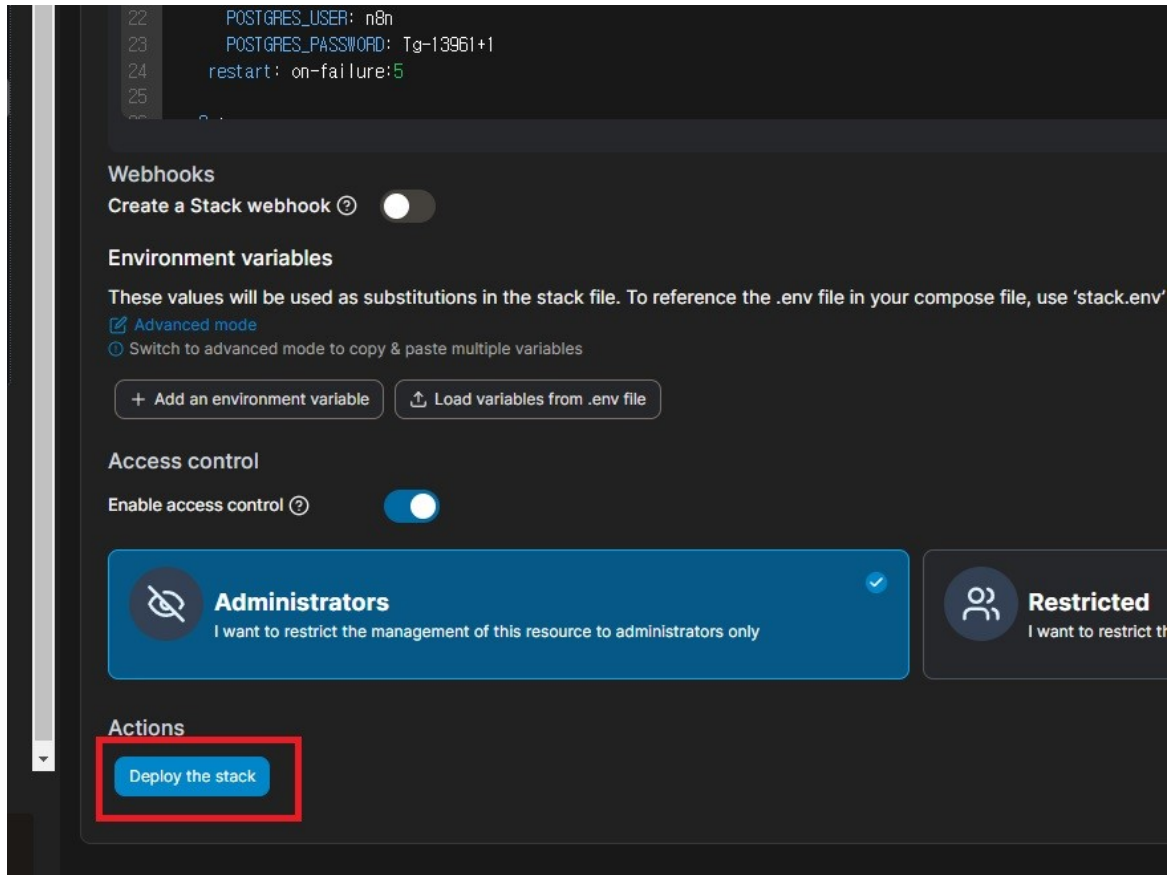 22 POSTGRES_USER: n8n
23 POSTGRES_PASSWORD: Tg-13961+1
24 restart: on-failure:5
25
Webhooks
Create a Stack webhook
Environment variables
These values will be used as substitutions in the stack file. To reference the .env file in your compose file, use ‘stack.env’
Advanced mode
Switch to advanced mode to copy & paste multiple variables
+ Add an environment variable
Load variables from .env file
Access control
Enable access control
Administrators
I want to restrict the management of this resource to administrators only
Restricted
I want to restrict th
Actions
Deploy the stack